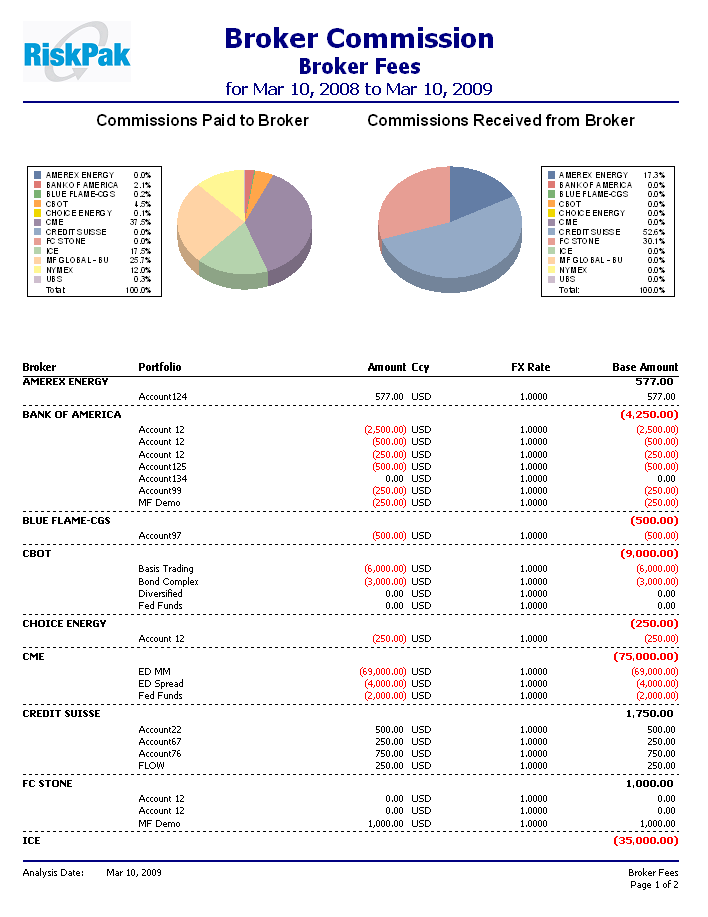 RiskPak
Broker Commission
Broker Fees
for Mar 10, 2008 to Mar 10, 2009
Commissions Paid to Broker
AMEREX ENERGY 0.0%
BANK OF AMERICA 2.1%
BLUE FLAME-CGS 0.2%
CBOT 4.5%
CHOICE ENERGY 0.1%
CME 37.5%
CREDIT SUISSE 0.0%
FC STONE 0.0%
ICE 17.5%
MF GLOBAL - BU 25.7%
NYMEX 12.0%
UBS 0.3%
Total: 100.0%
Commissions Received from Broker
AMEREX ENERGY 17.3%
BANK OF AMERICA 0.0%
BLUE FLAME-CGS 0.0%
CBOT 0.0%
CHOICE ENERGY 0.0%
CME 0.0%
CREDIT SUISSE 52.6%
FC STONE 30.1%
ICE 0.0%
MF GLOBAL - BU 0.0%
NYMEX 0.0%
UBS 0.0%
Total: 100.0%
Broker Portfolio Amount Ccy FX Rate Base Amount
AMEREX ENERGY 577.00
Account124 577.00 USD 1.0000 577.00
BANK OF AMERICA (4,250.00)
Account 12 (2,500.00) USD 1.0000 (2,500.00)
Account 12 (500.00) USD 1.0000 (500.00)
Account 12 (250.00) USD 1.0000 (250.00)
Account125 (500.00) USD 1.0000 (500.00)
Account134 0.00 USD 1.0000 0.00
Account99 (250.00) USD 1.0000 (250.00)
MF Demo (250.00) USD 1.0000 (250.00)
BLUE FLAME-CGS (500.00)
Account97 (500.00) USD 1.0000 (500.00)
CBOT (9,000.00)
Basis Trading (6,000.00) USD 1.0000 (6,000.00)
Bond Complex (3,000.00) USD 1.0000 (3,000.00)
Diversified 0.00 USD 1.0000 0.00
Fed Funds 0.00 USD 1.0000 0.00
CHOICE ENERGY (250.00)
Account 12 (250.00) USD 1.0000 (250.00)
CME (75,000.00)
ED MM (69,000.00) USD 1.0000 (69,000.00)
ED Spread (4,000.00) USD 1.0000 (4,000.00)
Fed Funds (2,000.00) USD 1.0000 (2,000.00)
CREDIT SUISSE 1,750.00
Account22 500.00 USD 1.0000 500.00
Account67 250.00 USD 1.0000 250.00
Account76 750.00 USD 1.0000 750.00
FLOW 250.00 USD 1.0000 250.00
FC STONE 1,000.00
Account 12 0.00 USD 1.0000 0.00
Account 12 0.00 USD 1.0000 0.00
MF Demo 1,000.00 USD 1.0000 1,000.00
ICE (35,000.00)
Analysis Date: Mar 10, 2009 Broker Fees
Page 1 of 2